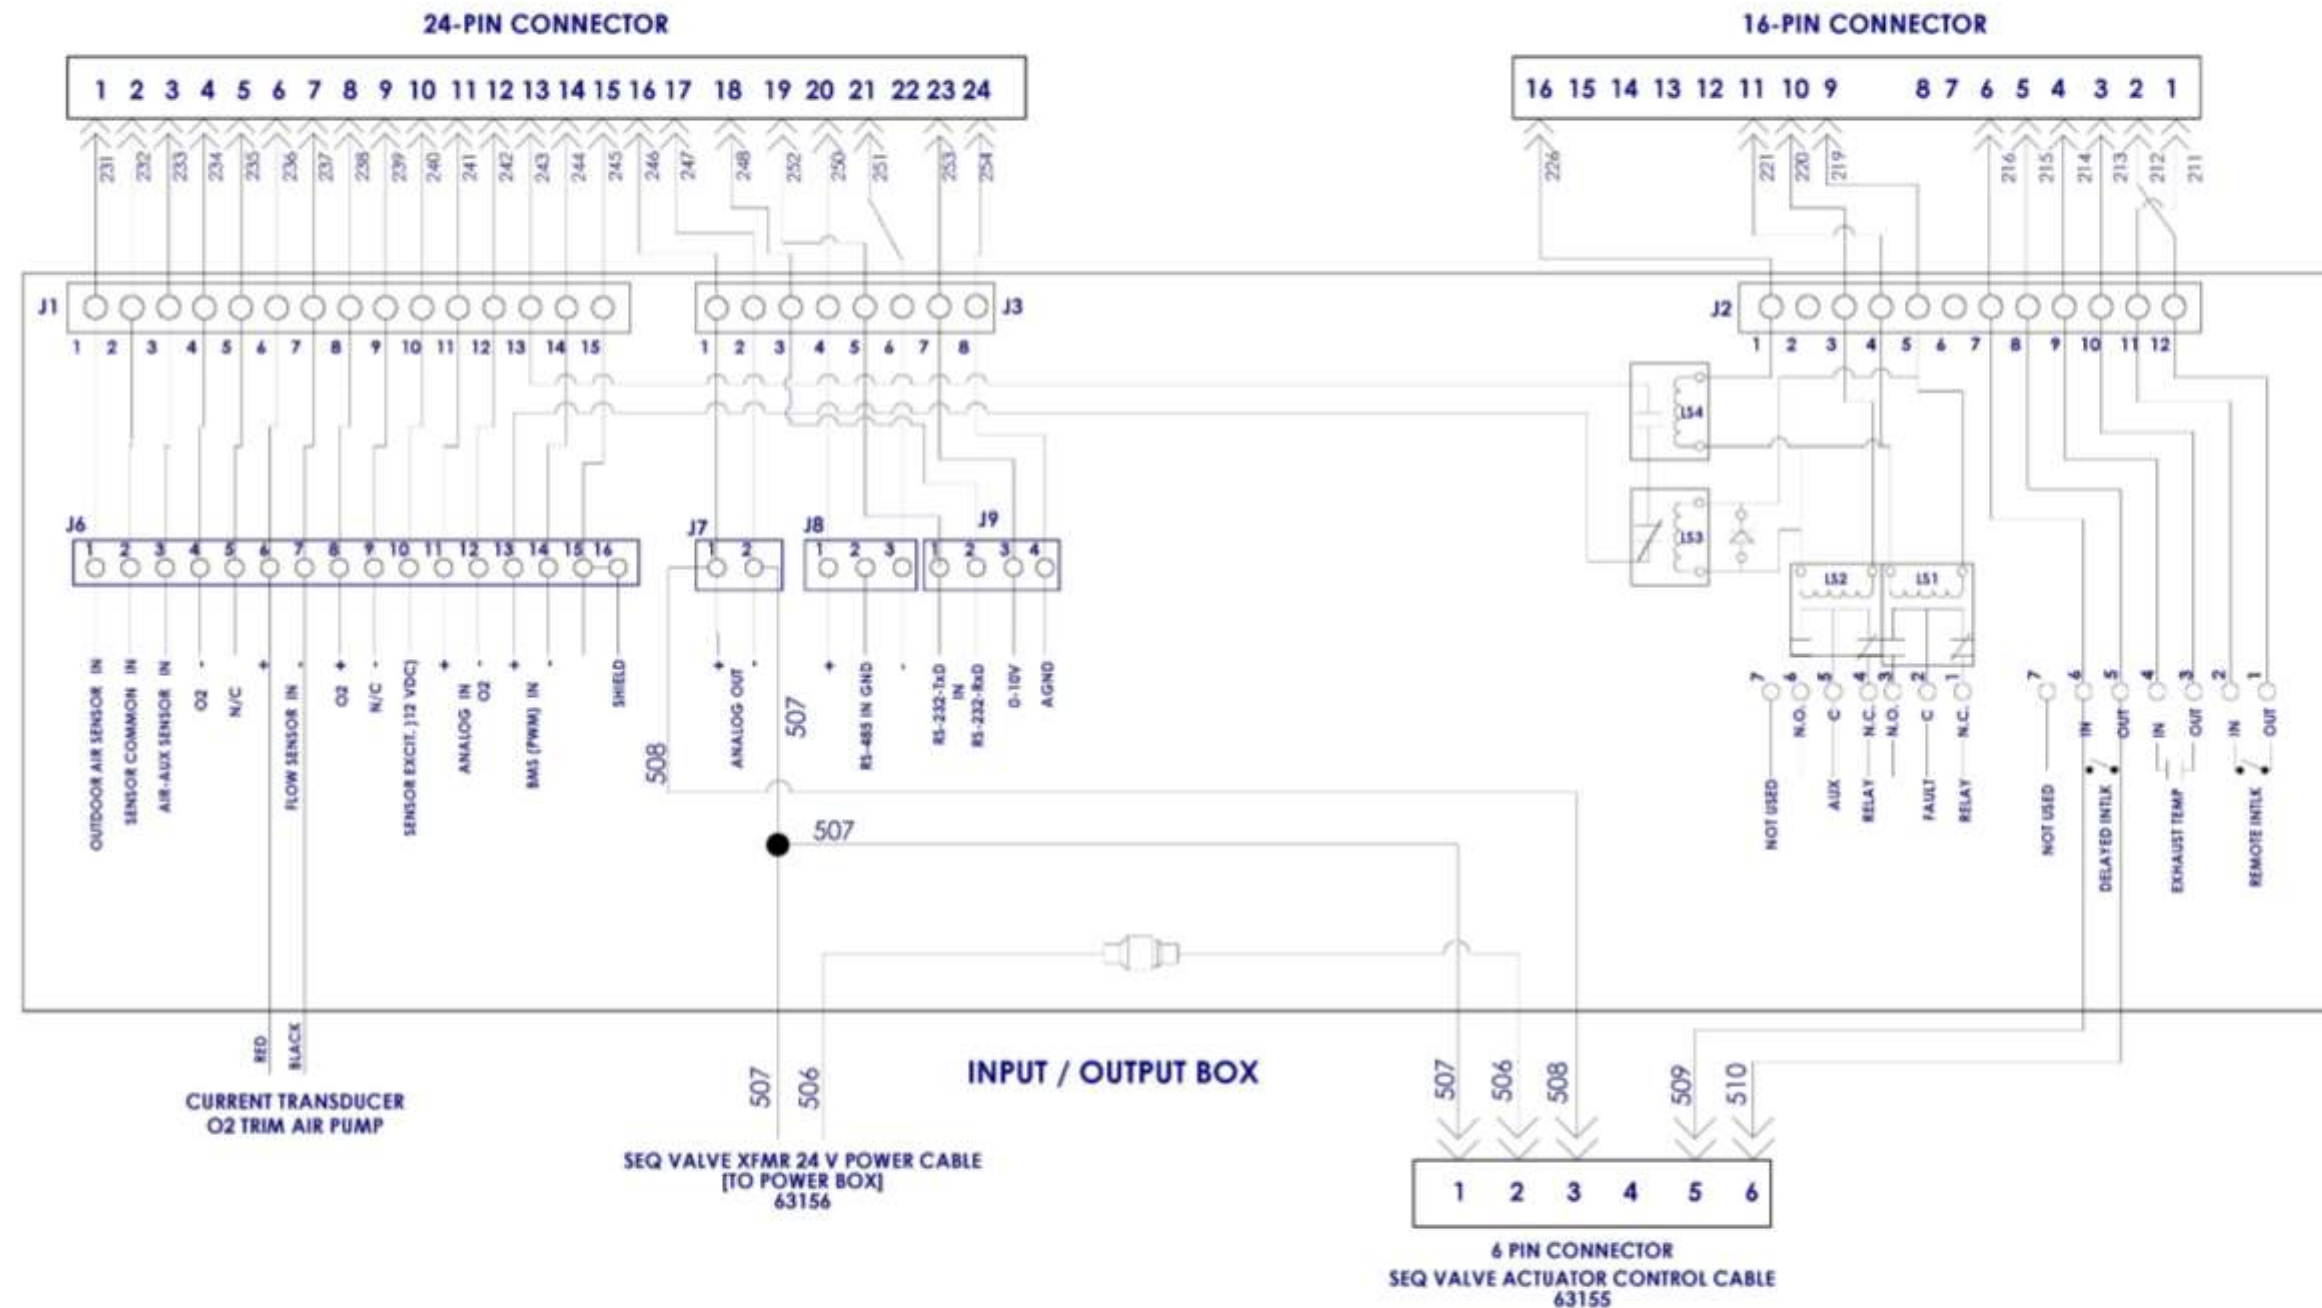 24-PIN CONNECTOR
16-PIN CONNECTOR
1 2 3 4 5 6 7 8 9 10 11 12 13 14 15 16 17 18 19 20 21 22 23 24
16 15 14 13 12 11 10 9 8 7 6 5 4 3 2 1
231 232 233 234 235 236 237 238 239 240 241 242 243 244 245 246 247 248 252 250 251 253 254
226 221 220 219 216 215 214 213 212 211
J1
J3
J2
1 2 3 4 5 6 7 8 9 10 11 12 13 14 15
1 2 3 4 5 6 7 8
1 2 3 4 5 6 7 8 9 10 11 12
LS4
LS3
LS2
LS1
J6
J7
J8
J9
1 2 3 4 5 6 7 8 9 10 11 12 13 14 15 16
1 2
1 2 3
1 2 3 4
OUTDOOR AIR SENSOR IN
SENSOR COMMON IN
AIR-AUX SENSOR IN
O2 -
N/C
+
FLOW SENSOR IN -
O2 +
N/C -
SENSOR EXCIT. )12 VDC)
ANALOG IN +
O2 -
+
BMS (PWM) IN -
SHIELD
+
ANALOG OUT -
+
RS-485 IN GND
-
RS-232-TxD
IN
RS-232-RxD
0-10V
AGND
7 6 5 4 3 2 1
N.O. C N.C. N.O. C N.C.
NOT USED
AUX
RELAY
FAULT
RELAY
7 6 5 4 3 2 1
IN OUT IN OUT IN OUT
NOT USED
DELAYED INTLK
EXHAUST TEMP
REMOTE INTLK
508
507
507
RED
BLACK
CURRENT TRANSDUCER
O2 TRIM AIR PUMP
507
506
INPUT / OUTPUT BOX
507
506
508
509
510
SEQ VALVE XFMR 24 V POWER CABLE
[TO POWER BOX]
63156
1 2 3 4 5 6
6 PIN CONNECTOR
SEQ VALVE ACTUATOR CONTROL CABLE
63155